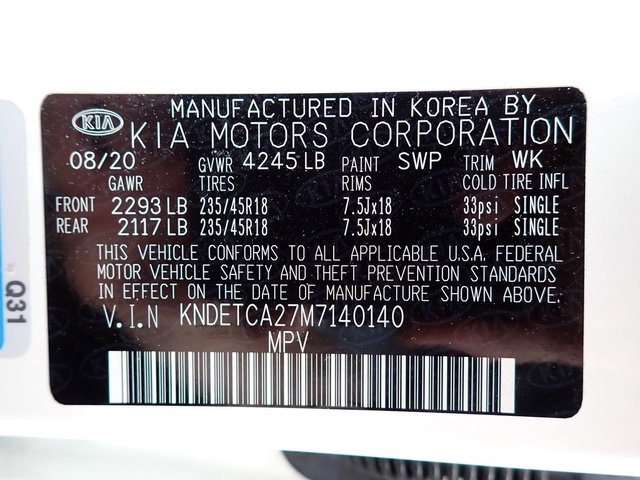 MANUFACTURED IN KOREA BY
KIA KIA MOTORS CORPORATION
08/20 GVWR 4245 LB PAINT SWP TRIM WK
GAWR TIRES RIMS COLD TIRE INFL
FRONT 2293 LB 235/45R18 7.5Jx18 33psi SINGLE
REAR 2117 LB 235/45R18 7.5Jx18 33psi SINGLE
THIS VEHICLE CONFORMS TO ALL APPLICABLE U.S.A. FEDERAL
MOTOR VEHICLE SAFETY AND THEFT PREVENTION STANDARDS
IN EFFECT ON THE DATE OF MANUFACTURE SHOWN ABOVE.
V.I.N KNDETCA27M7140140
MPV
Q31